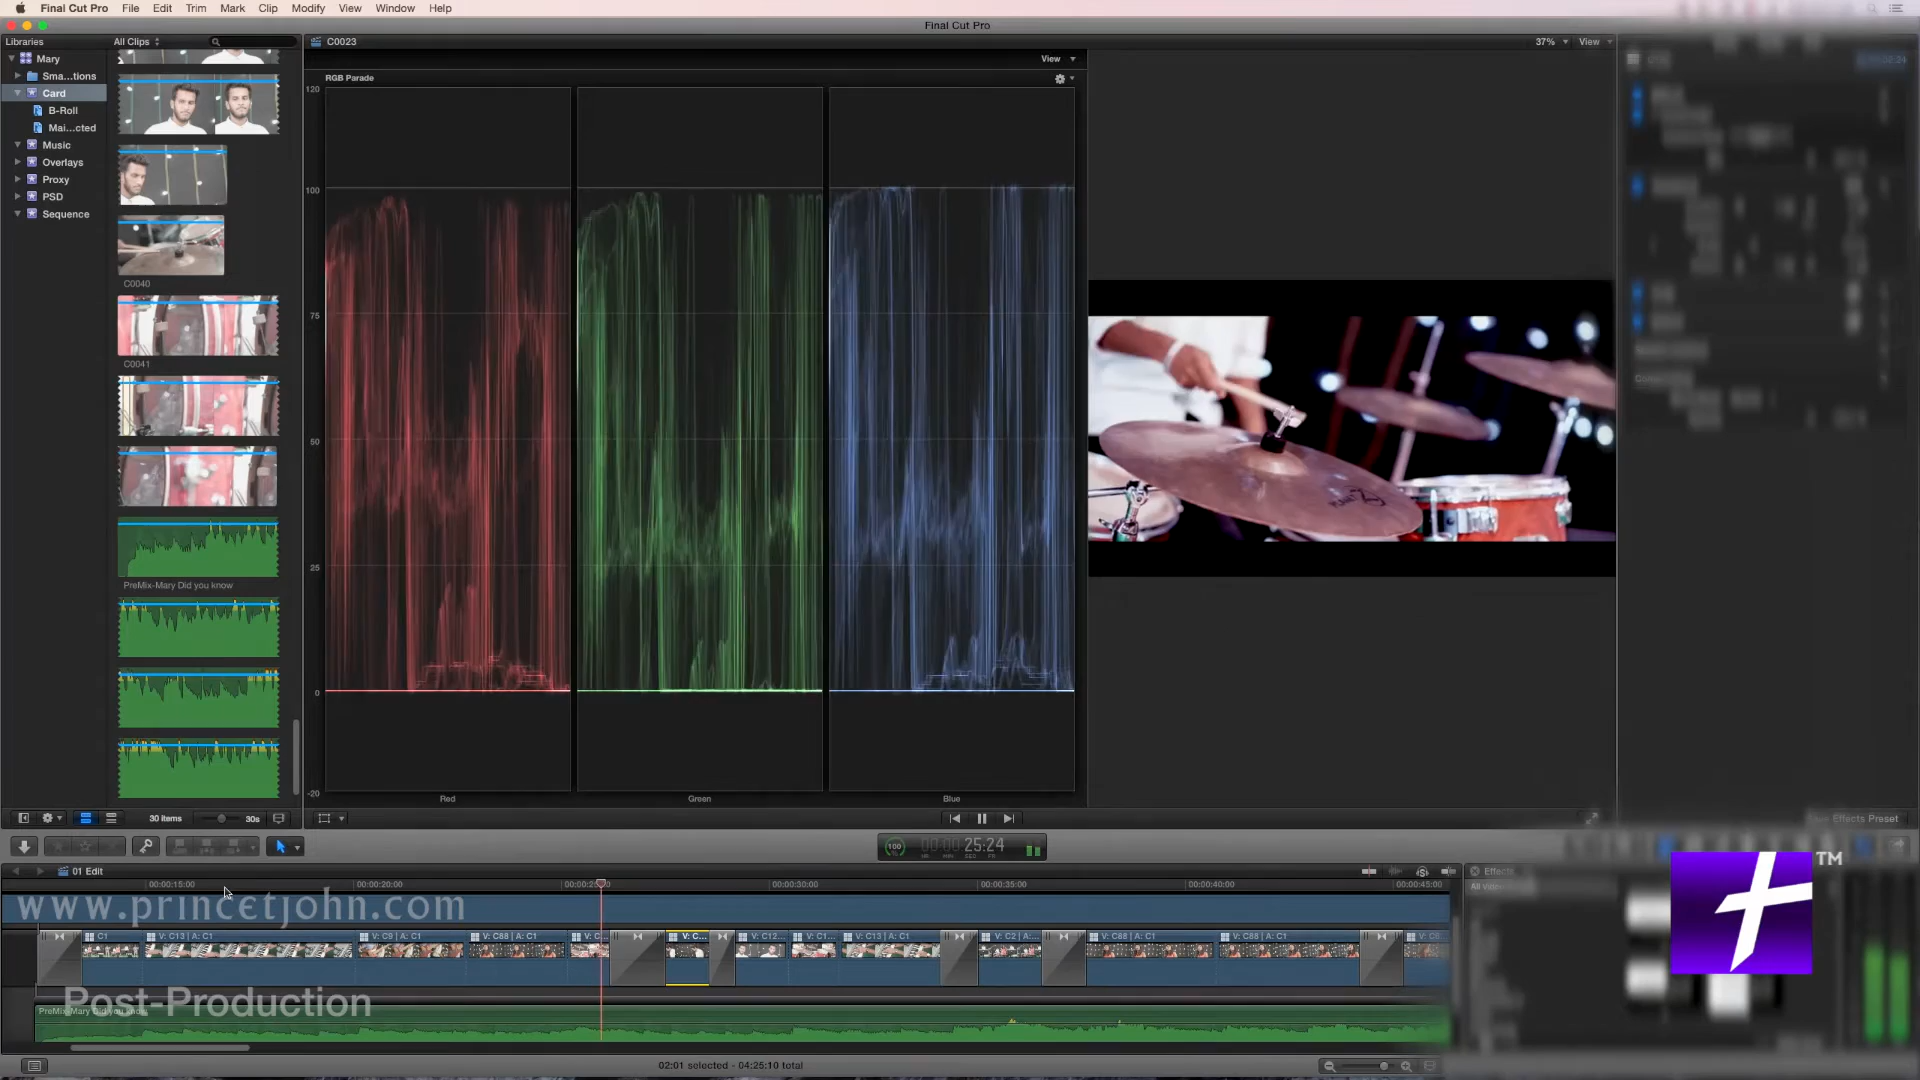 Final Cut Pro File Edit Trim Mark Clip Modify View Window Help
Final Cut Pro
Libraries All Clips
C0023 37% View
Mary
Sma...tions
Card
B-Roll
Mai...cted
Music
Overlays
Proxy
PSD
Sequence
C0040
C0041
PreMix-Mary Did you know
View
RGB Parade
120
100
75
50
25
0
-20
Red Green Blue
30 items 30s
Save Effects Preset
100 00:00:25:24
01 Edit
Effects
00:00:15:00 00:00:20:00 00:00:30:00 00:00:35:00 00:00:40:00 00:00:45:00
www.princetjohn.com
C1 V: C13 | A: C1 V: C9 | A: C1 V: C88 | A: C1 V: C... V: C... V: C12... V: C1... V: C13 | A: C1 V: C2 | A:... V: C88 | A: C1 V: C88 | A: C1
Post-Production
PreMix-Mary Did you know
02:01 selected - 04:25:10 total
TM